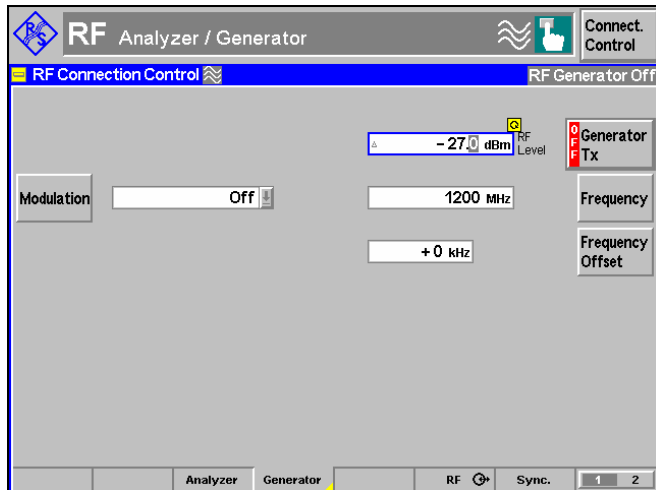 R&S RF Analyzer / Generator Connect. Control
RF Connection Control RF Generator Off
-27.0 dBm RF Level OFF Generator Tx
Modulation Off 1200 MHz Frequency
+0 kHz Frequency Offset
Analyzer Generator RF Sync. 1 2